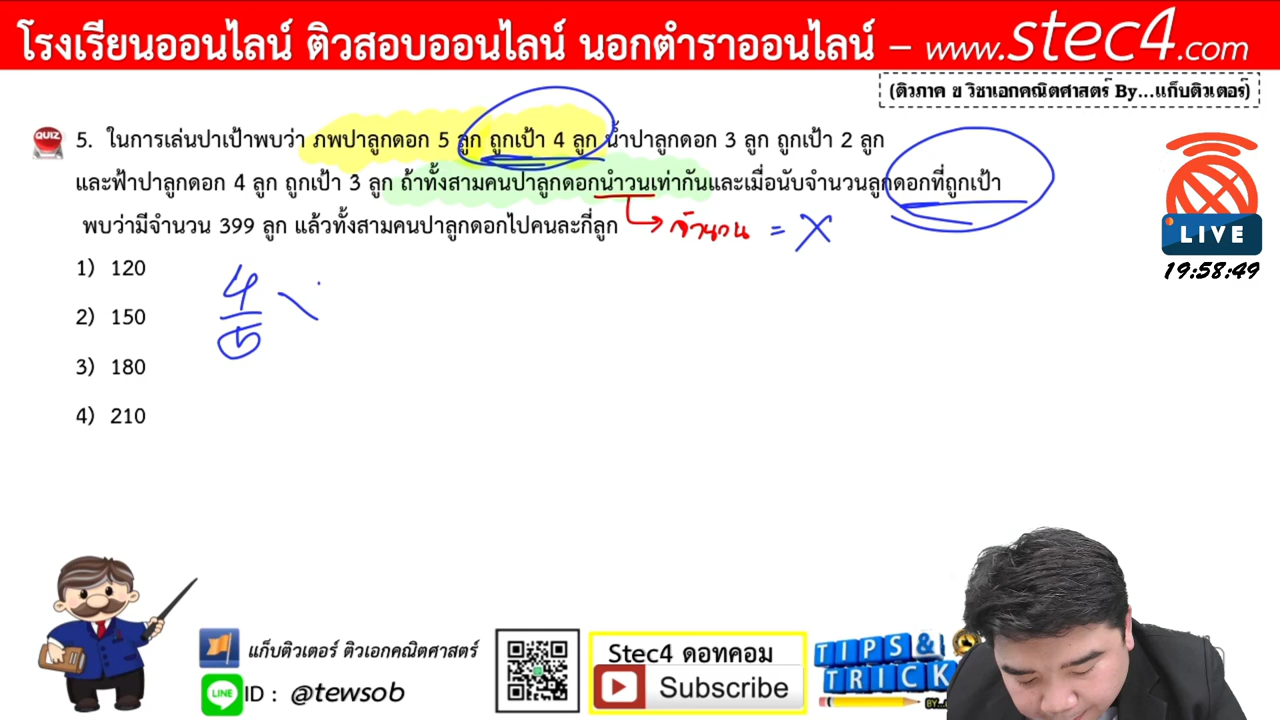 โรงเรียนออนไลน์ ติวสอบออนไลน์ นอกตำราออนไลน์ – www.stec4.com
(ติวภาค ข วิชาเอกคณิตศาสตร์ By...แก็บติวเตอร์)
QUIZ
5. ในการเล่นปาเป้าพบว่า ภพปาลูกดอก 5 ลูก ถูกเป้า 4 ลูก น้ำปาลูกดอก 3 ลูก ถูกเป้า 2 ลูก
และฟ้าปาลูกดอก 4 ลูก ถูกเป้า 3 ลูก ถ้าทั้งสามคนปาลูกดอกนำวนเท่ากันและเมื่อนับจำนวนลูกดอกที่ถูกเป้า
พบว่ามีจำนวน 399 ลูก แล้วทั้งสามคนปาลูกดอกไปคนละกี่ลูก
จำนวน = x
1) 120
2) 150
3) 180
4) 210
4
5
LIVE
19:58:49
แก็บติวเตอร์ ติวเอกคณิตศาสตร์
LINE ID : @tewsob
Stec4 ดอทคอม
Subscribe
TIPS &
TRICK